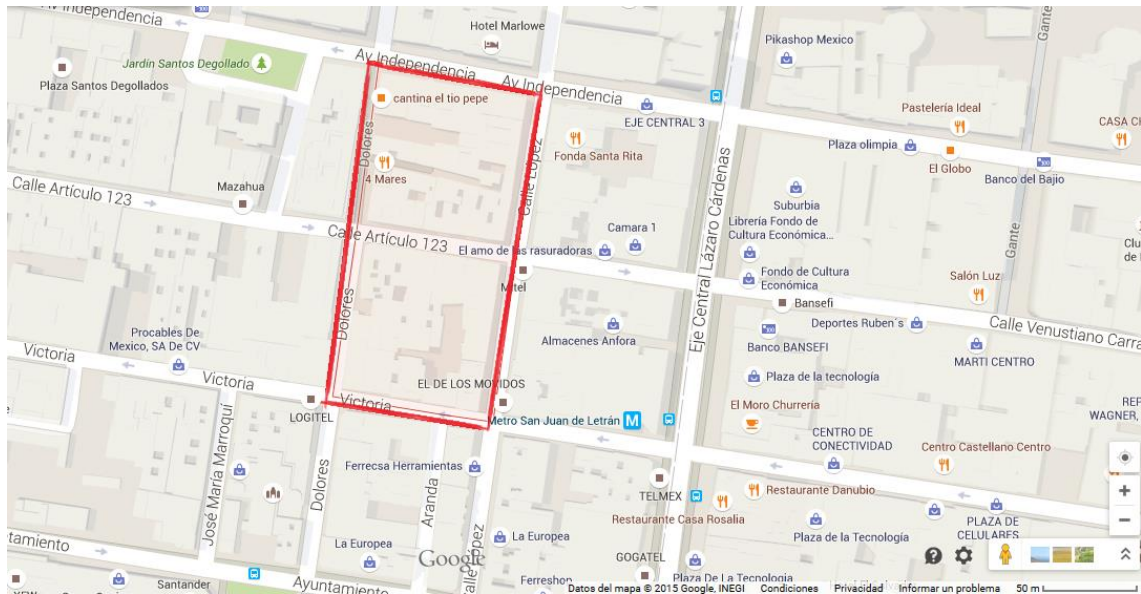 Av Independencia
Hotel Marlowe
Pikashop Mexico
Gante
Jardín Santos Degollado
Plaza Santos Degollados
Av Independencia
Av Independencia
cantina el tio pepe
EJE CENTRAL 3
Pastelería Ideal
CASA
Plaza olimpia
El Globo
Banco del Bajio
Dolores
Fonda Santa Rita
4 Mares
Mazahua
Calle Artículo 123
Calle López
Eje Central Lázaro Cárdenas
Suburbia
Librería Fondo de
Cultura Económica...
Camara 1
Calle Artículo 123
El amo de las rasuradoras
Gante
Clu
de
Fondo de Cultura
Económica
Salón Luz
Mitel
Bansefi
Dolores
Procables De
Mexico, SA De CV
Almacenes Anfora
Banco BANSEFI
Deportes Ruben´s
Calle Venustiano Carra
MARTI CENTRO
Victoria
Victoria
EL DE LOS MOVIDOS
Plaza de la tecnología
Victoria
LOGITEL
Metro San Juan de Letrán
M
El Moro Churrería
REF
WAGNER,
CENTRO DE
CONECTIVIDAD
José María Marroquí
Dolores
Aranda
Ferrecsa Herramientas
Centro Castellano Centro
TELMEX
Restaurante Danubio
Restaurante Casa Rosalia
Calle López
La Europea
La Europea
Plaza de la Tecnología
PLAZA DE
CELULARES
tamiento
Ayuntamiento
Google
GOGATEL
Santander
Ferreshop
Plaza De La Tecnologia
Datos del mapa © 2015 Google, INEGI Condiciones Privacidad Informar un problema 50 m